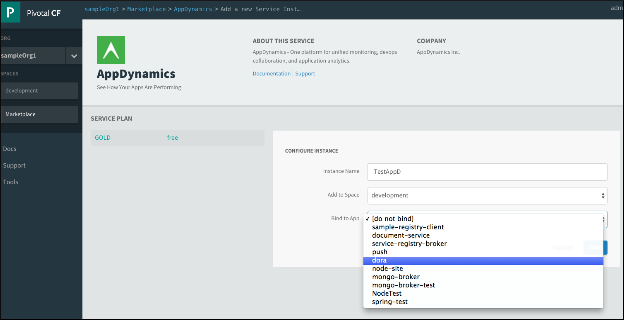 P Pivotal CF
sampleOrg1 > Marketplace > AppDynamics > Add a new Service Inst…
adm
ORG
sampleOrg1
SPACES
development
Marketplace
Docs
Support
Tools
AppDynamics
See How Your Apps Are Performing
ABOUT THIS SERVICE
AppDynamics - One platform for unified monitoring, devops
collaboration, and application analytics.
Documentation Support
COMPANY
AppDynamics Inc.
SERVICE PLAN
GOLD free
CONFIGURE INSTANCE
Instance Name TestAppD
Add to Space development
Bind to App ✓ [do not bind]
sample-registry-client
document-service
service-registry-broker
push
dora
node-site
mongo-broker
mongo-broker-test
NodeTest
spring-test